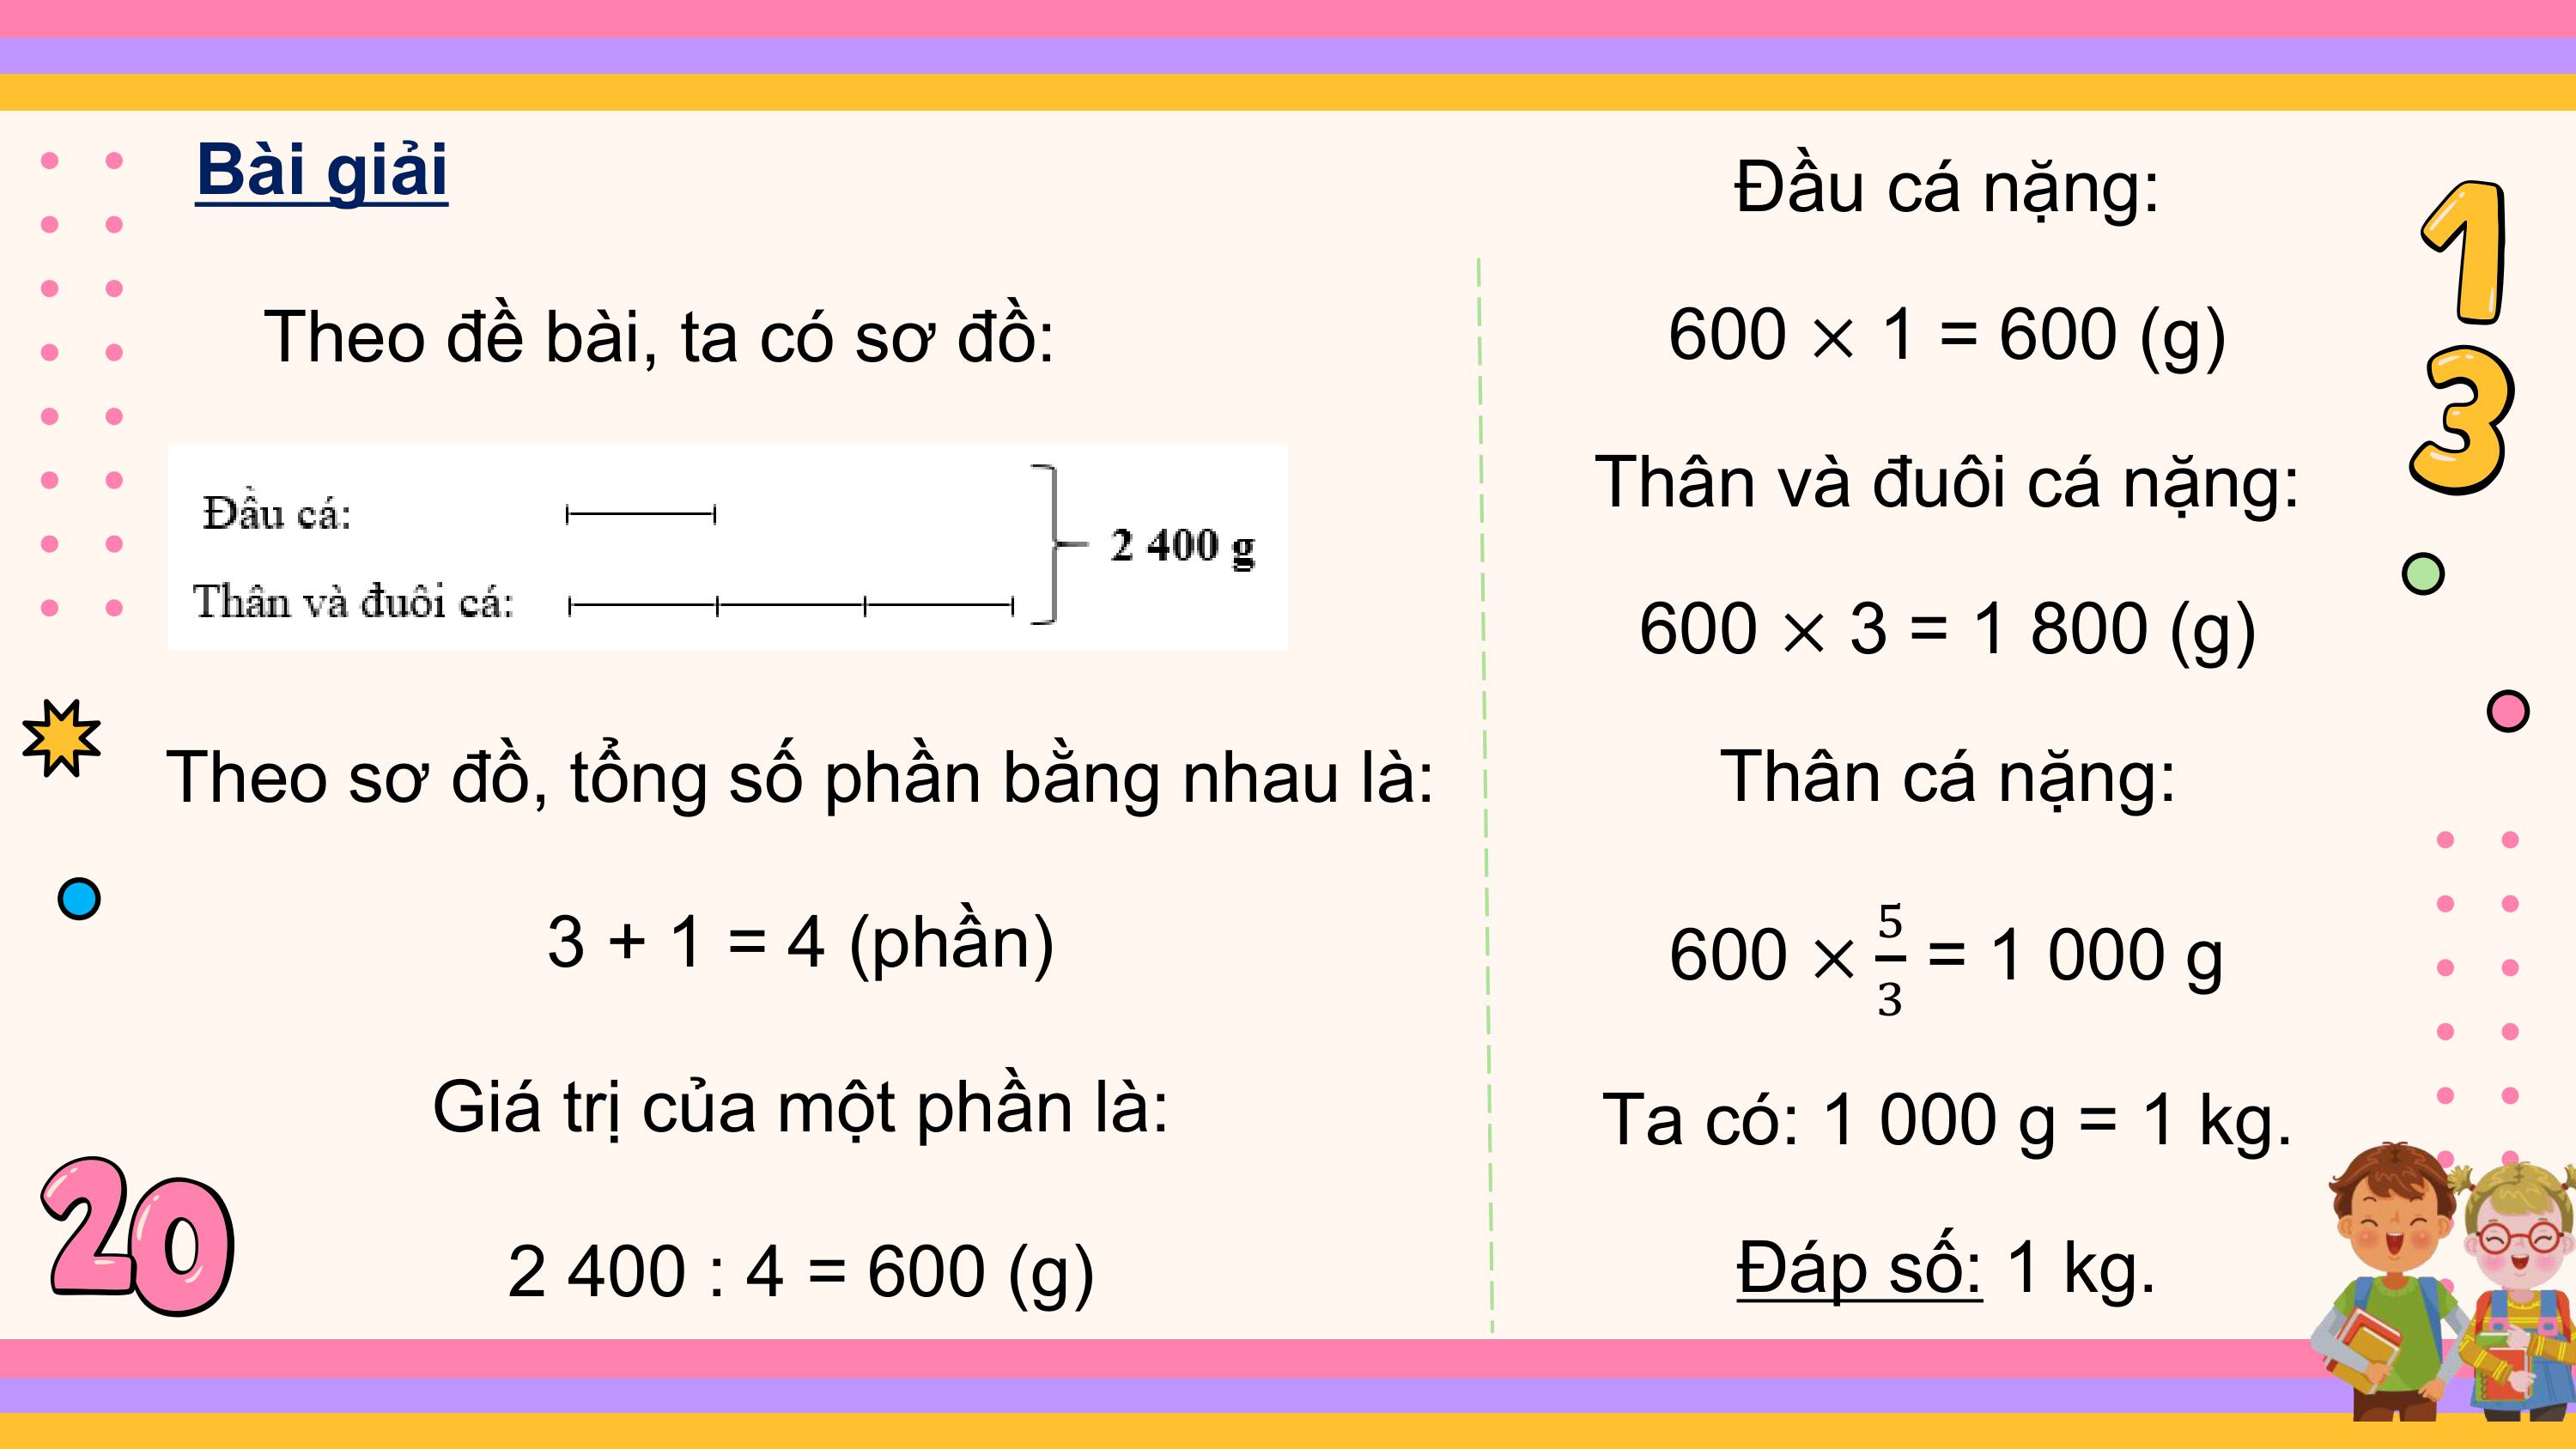 Bài giải
Theo đề bài, ta có sơ đồ:
Đầu cá:
Thân và đuôi cá:
2 400 g
Theo sơ đồ, tổng số phần bằng nhau là:
3 + 1 = 4 (phần)
Giá trị của một phần là:
2 400 : 4 = 600 (g)
Đầu cá nặng:
600 × 1 = 600 (g)
Thân và đuôi cá nặng:
600 × 3 = 1 800 (g)
Thân cá nặng:
600 × 5/3 = 1 000 g
Ta có: 1 000 g = 1 kg.
Đáp số: 1 kg.
1
3
20